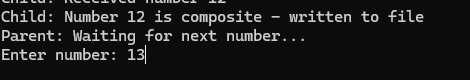 Child: Received number 12
Child: Number 12 is composite - written to file
Parent: Waiting for next number...
Enter number: 13